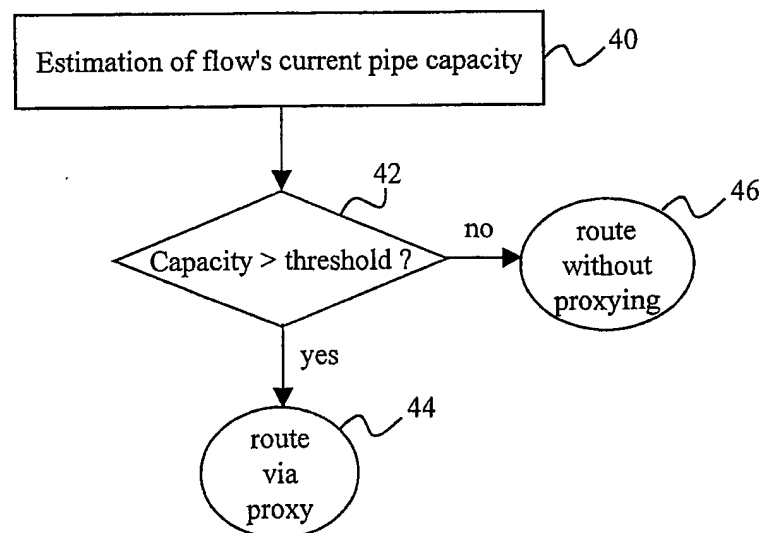 Estimation of flow's current pipe capacity
40
42
Capacity > threshold ?
no
46
route
without
proxying
yes
44
route
via
proxy